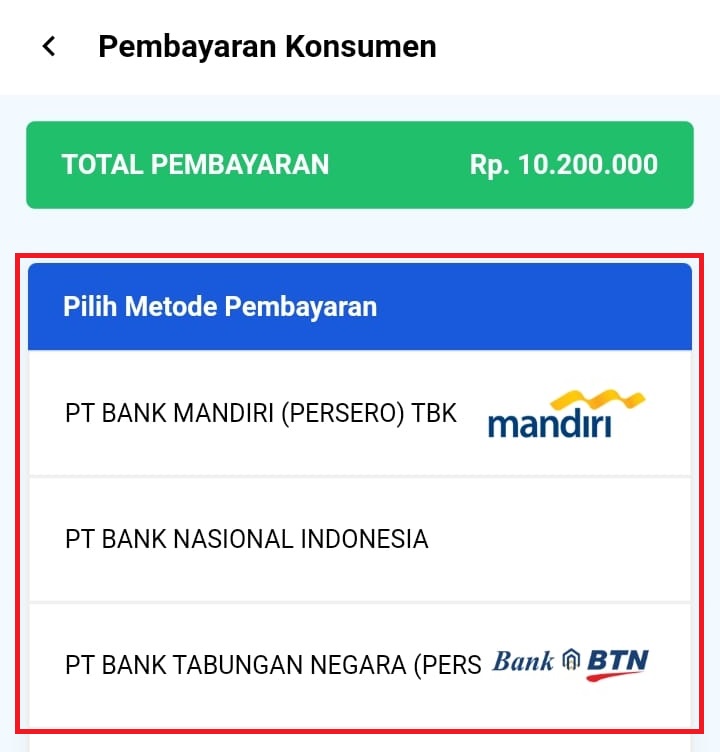 Pembayaran Konsumen
TOTAL PEMBAYARAN Rp. 10.200.000
Pilih Metode Pembayaran
PT BANK MANDIRI (PERSERO) TBK mandiri
PT BANK NASIONAL INDONESIA
PT BANK TABUNGAN NEGARA (PERS Bank BTN